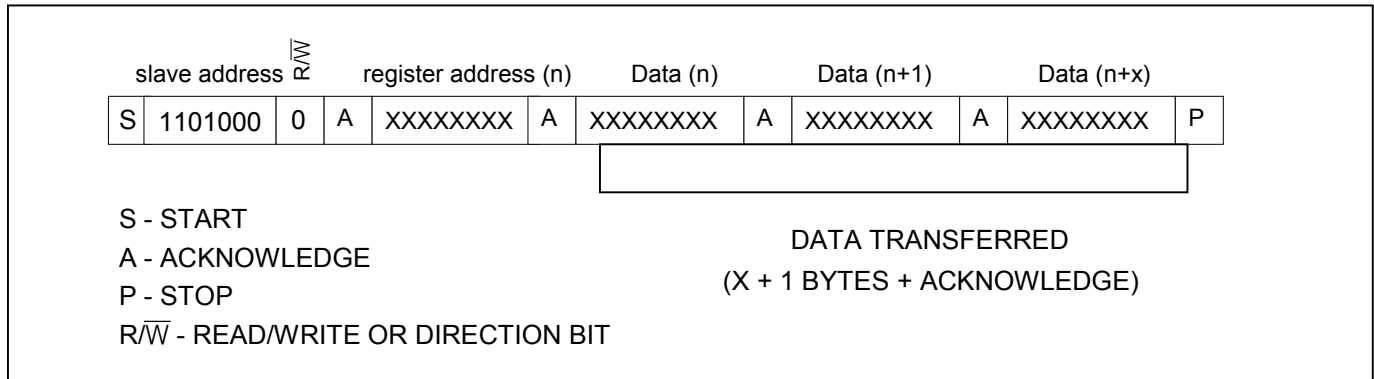 slave address R/W̅ register address (n) Data (n) Data (n+1) Data (n+x)
S 1101000 0 A XXXXXXXX A XXXXXXXX A XXXXXXXX A XXXXXXXX P
S - START
A - ACKNOWLEDGE
P - STOP
R/W̅ - READ/WRITE OR DIRECTION BIT
DATA TRANSFERRED
(X + 1 BYTES + ACKNOWLEDGE)